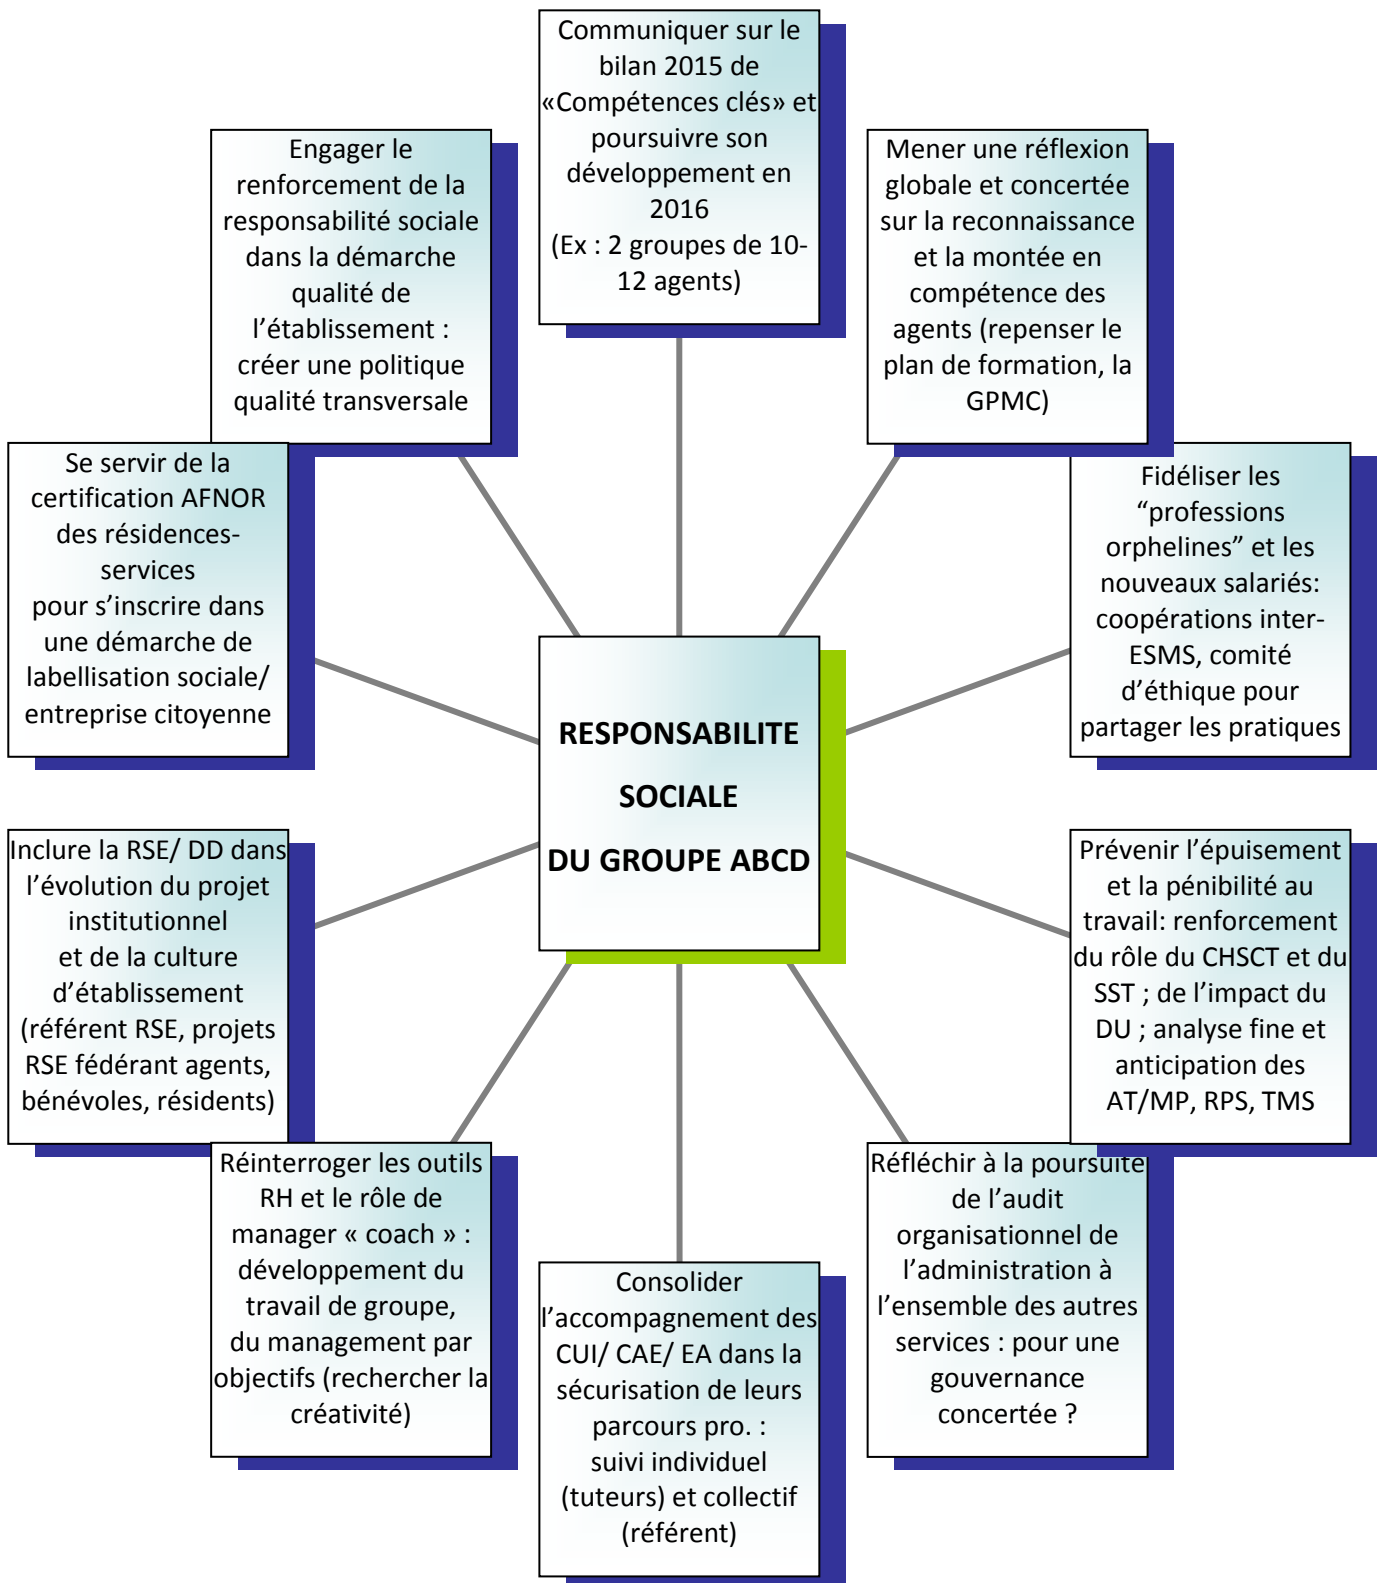 Communiquer sur le
bilan 2015 de
«Compétences clés» et
poursuivre son
développement en
2016
(Ex : 2 groupes de 10-
12 agents)
Mener une réflexion
globale et concertée
sur la reconnaissance
et la montée en
compétence des
agents (repenser le
plan de formation, la
GPMC)
Fidéliser les
“professions
orphelines” et les
nouveaux salariés:
coopérations inter-
ESMS, comité
d’éthique pour
partager les pratiques
Prévenir l’épuisement
et la pénibilité au
travail: renforcement
du rôle du CHSCT et du
SST ; de l’impact du
DU ; analyse fine et
anticipation des
AT/MP, RPS, TMS
Réfléchir à la poursuite
de l’audit
organisationnel de
l’administration à
l’ensemble des autres
services : pour une
gouvernance
concertée ?
Consolider
l’accompagnement des
CUI/ CAE/ EA dans la
sécurisation de leurs
parcours pro. :
suivi individuel
(tuteurs) et collectif
(référent)
Réinterroger les outils
RH et le rôle de
manager « coach » :
développement du
travail de groupe,
du management par
objectifs (rechercher la
créativité)
Inclure la RSE/ DD dans
l’évolution du projet
institutionnel
et de la culture
d’établissement
(référent RSE, projets
RSE fédérant agents,
bénévoles, résidents)
Se servir de la
certification AFNOR
des résidences-
services
pour s’inscrire dans
une démarche de
labellisation sociale/
entreprise citoyenne
Engager le
renforcement de la
responsabilité sociale
dans la démarche
qualité de
l’établissement :
créer une politique
qualité transversale
RESPONSABILITE
SOCIALE
DU GROUPE ABCD